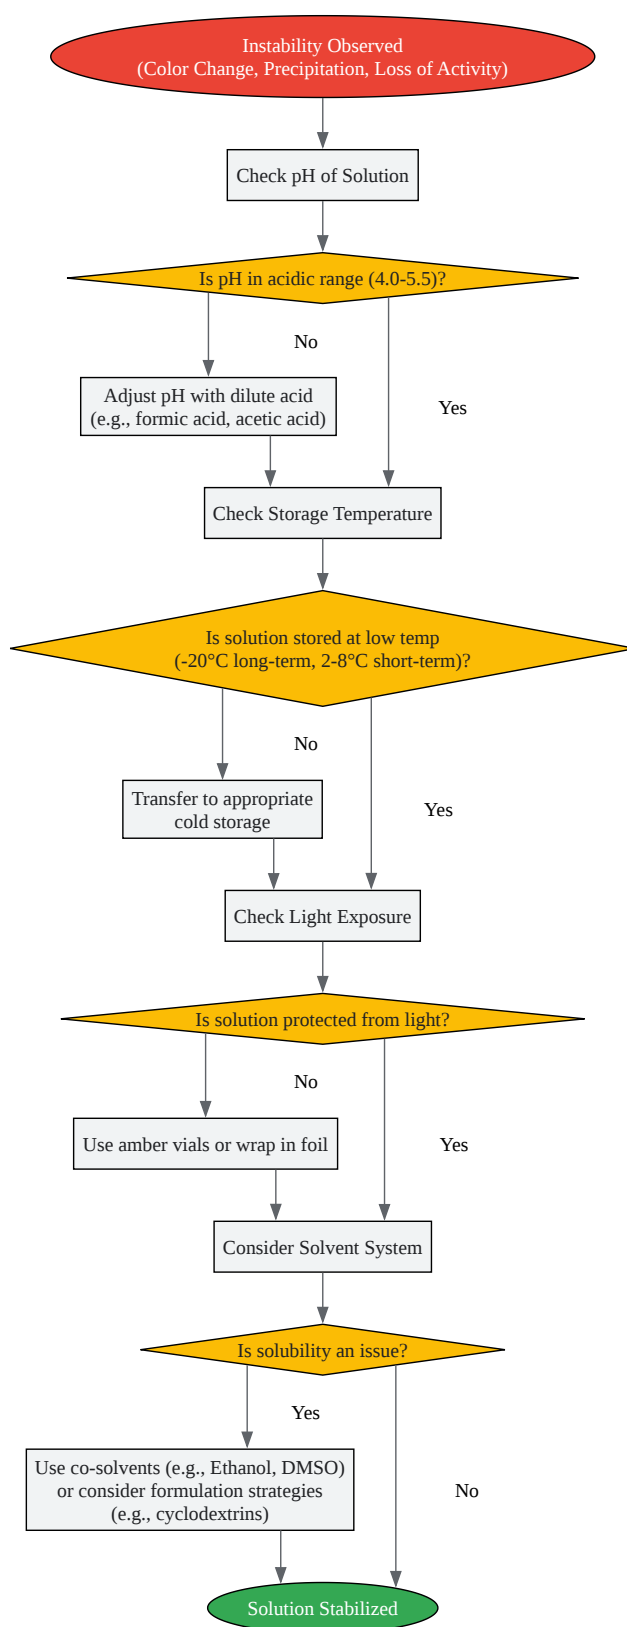 Instability Observed
(Color Change, Precipitation, Loss of Activity)
Check pH of Solution
Is pH in acidic range (4.0-5.5)?
No
Adjust pH with dilute acid
(e.g., formic acid, acetic acid)
Yes
Check Storage Temperature
Is solution stored at low temp
(-20°C long-term, 2-8°C short-term)?
No
Transfer to appropriate
cold storage
Yes
Check Light Exposure
Is solution protected from light?
No
Use amber vials or wrap in foil
Yes
Consider Solvent System
Is solubility an issue?
Yes
Use co-solvents (e.g., Ethanol, DMSO)
or consider formulation strategies
(e.g., cyclodextrins)
No
Solution Stabilized